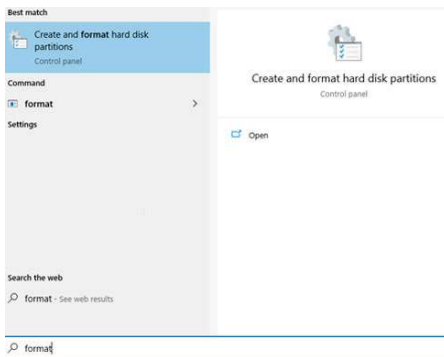 Best match
Create and format hard disk
partitions
Control panel
Command
format
Settings
Search the web
format - See web results
format
Create and format hard disk partitions
Control panel
Open